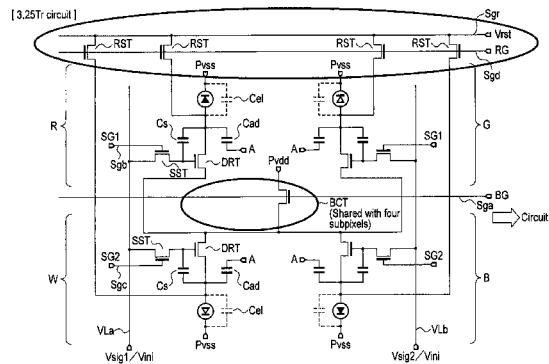 [ 3.25Tr circuit ]
Sgr
Vrst
RST RST RST RST
RG
Pvss Pvss
Sgd
Cel
R G
Cs Cad
SG1 A A SG1
Sgb DRT
SST
Pvdd
BG
BCT
(Shared with four
subpixels)
Sga
Circuit
SST
DRT
SG2 A A SG2
W B
Sgc Cs Cad
Cel
VLa Pvss Pvss VLb
Vsig1/Vini Vsig2/Vini